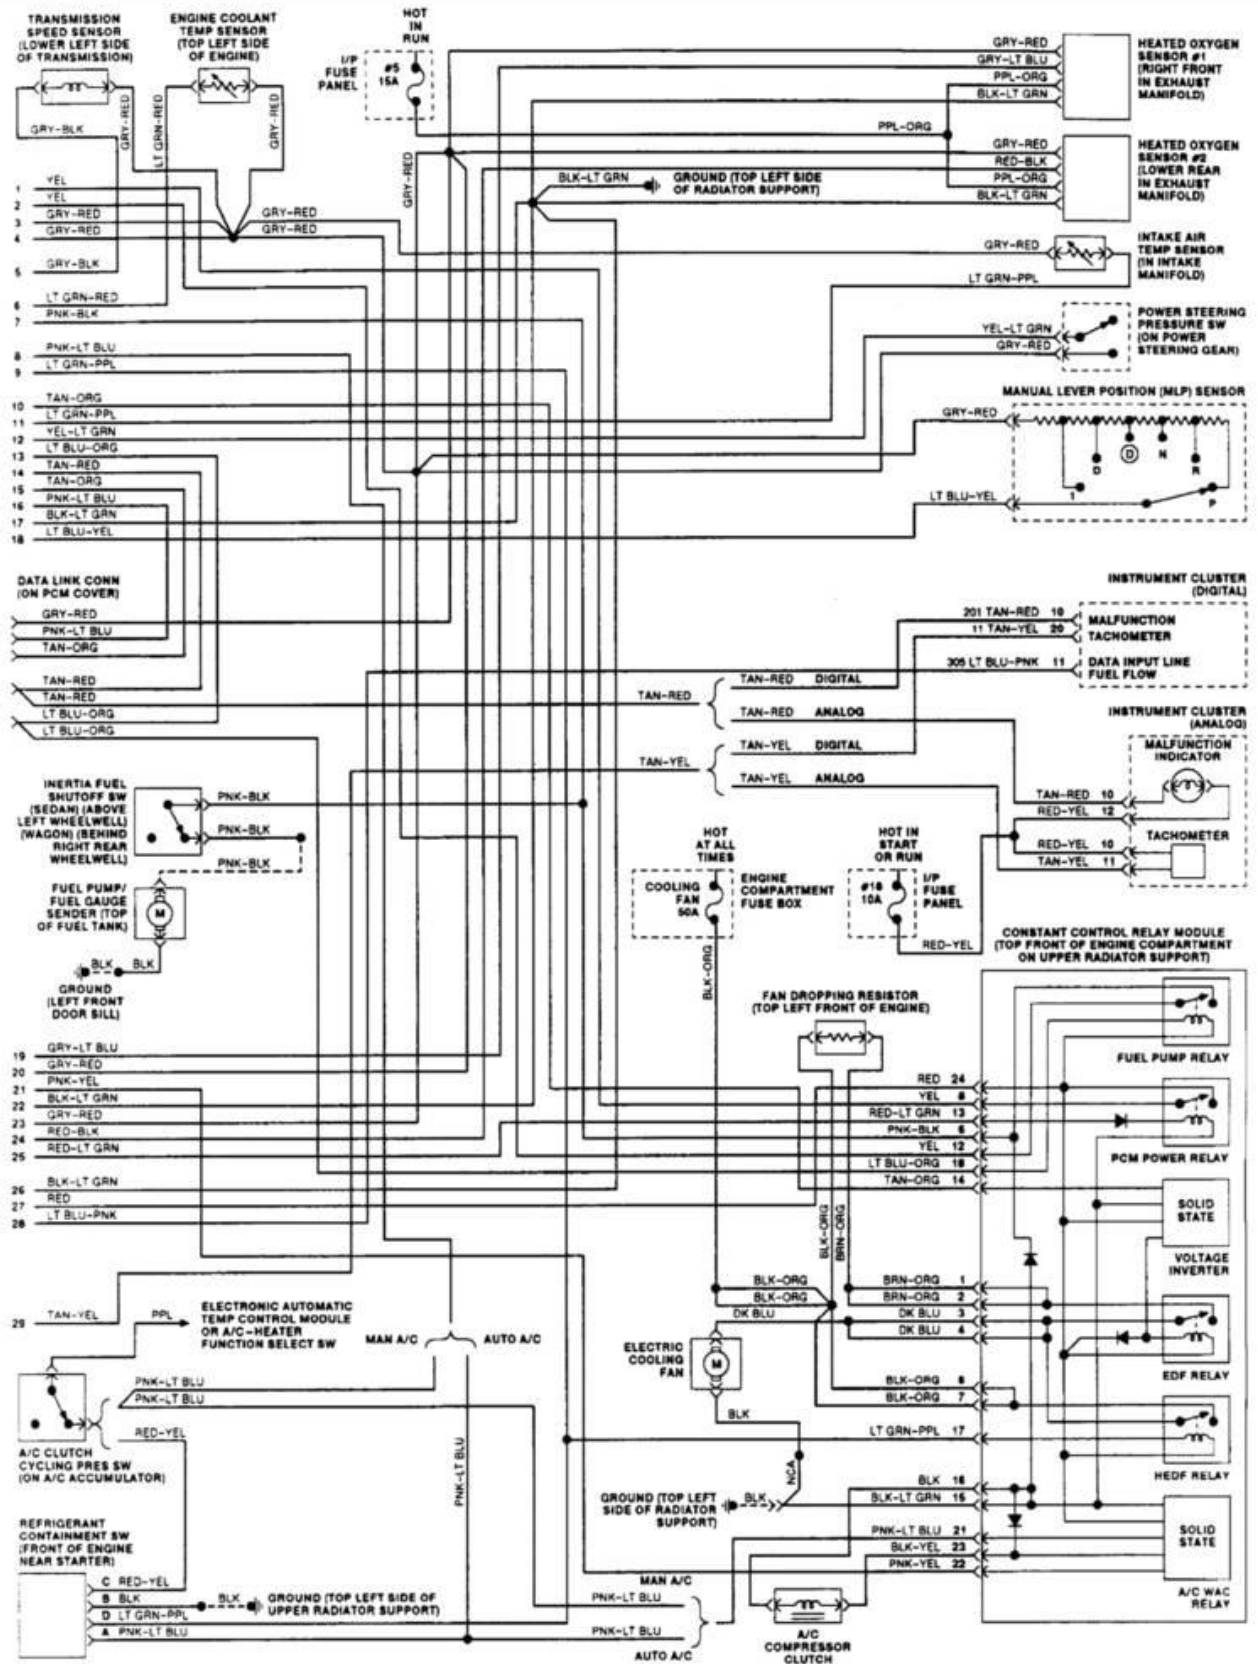 TRANSMISSION
SPEED SENSOR
(LOWER LEFT SIDE
OF TRANSMISSION)
ENGINE COOLANT
TEMP SENSOR
(TOP LEFT SIDE
OF ENGINE)
HOT
IN
RUN
I/P
FUSE
PANEL
#5
15A
GRY-RED
GRY-LT BLU
PPL-ORG
BLK-LT GRN
HEATED OXYGEN
SENSOR #1
(RIGHT FRONT
IN EXHAUST
MANIFOLD)
GRY-BLK
GRY-RED
LT GRN-RED
GRY-RED
PPL-ORG
GRY-RED
GRY-RED
RED-BLK
PPL-ORG
BLK-LT GRN
HEATED OXYGEN
SENSOR #2
(LOWER REAR
IN EXHAUST
MANIFOLD)
BLK-LT GRN
GROUND (TOP LEFT SIDE
OF RADIATOR SUPPORT)
1 YEL
2 YEL
3 GRY-RED
4 GRY-RED
GRY-RED
GRY-RED
5 GRY-BLK
6 LT GRN-RED
7 PNK-BLK
8 PNK-LT BLU
9 LT GRN-PPL
10 TAN-ORG
11 LT GRN-PPL
12 YEL-LT GRN
13 LT BLU-ORG
14 TAN-RED
15 TAN-ORG
16 PNK-LT BLU
17 BLK-LT GRN
18 LT BLU-YEL
GRY-RED
LT GRN-PPL
INTAKE AIR
TEMP SENSOR
(IN INTAKE
MANIFOLD)
YEL-LT GRN
GRY-RED
POWER STEERING
PRESSURE SW
(ON POWER
STEERING GEAR)
MANUAL LEVER POSITION (MLP) SENSOR
GRY-RED
D
D
N
R
1
P
LT BLU-YEL
DATA LINK CONN
(ON PCM COVER)
GRY-RED
PNK-LT BLU
TAN-ORG
TAN-RED
TAN-RED
LT BLU-ORG
LT BLU-ORG
INSTRUMENT CLUSTER
(DIGITAL)
201 TAN-RED 10 MALFUNCTION
11 TAN-YEL 20 TACHOMETER
305 LT BLU-PNK 11 DATA INPUT LINE
FUEL FLOW
TAN-RED
TAN-RED DIGITAL
TAN-RED ANALOG
TAN-YEL
TAN-YEL DIGITAL
TAN-YEL ANALOG
INSTRUMENT CLUSTER
(ANALOG)
MALFUNCTION
INDICATOR
TAN-RED 10
RED-YEL 12
TACHOMETER
RED-YEL 10
TAN-YEL 11
INERTIA FUEL
SHUTOFF SW
(SEDAN) (ABOVE
LEFT WHEELWELL)
(WAGON) (BEHIND
RIGHT REAR
WHEELWELL)
PNK-BLK
PNK-BLK
PNK-BLK
FUEL PUMP/
FUEL GAUGE
SENDER (TOP
OF FUEL TANK)
M
BLK
BLK
GROUND
(LEFT FRONT
DOOR SILL)
HOT
AT ALL
TIMES
COOLING
FAN
50A
ENGINE
COMPARTMENT
FUSE BOX
HOT IN
START
OR RUN
#18
10A
I/P
FUSE
PANEL
RED-YEL
BLK-ORG
CONSTANT CONTROL RELAY MODULE
(TOP FRONT OF ENGINE COMPARTMENT
ON UPPER RADIATOR SUPPORT)
FAN DROPPING RESISTOR
(TOP LEFT FRONT OF ENGINE)
19 GRY-LT BLU
20 GRY-RED
21 PNK-YEL
22 BLK-LT GRN
23 GRY-RED
24 RED-BLK
25 RED-LT GRN
26 BLK-LT GRN
27 RED
28 LT BLU-PNK
29 TAN-YEL
FUEL PUMP RELAY
RED 24
YEL 8
RED-LT GRN 13
PNK-BLK 6
YEL 12
LT BLU-ORG 18
TAN-ORG 14
PCM POWER RELAY
SOLID
STATE
VOLTAGE
INVERTER
BLK-ORG
BRN-ORG
BLK-ORG
BLK-ORG
DK BLU
BRN-ORG 1
BRN-ORG 2
DK BLU 3
DK BLU 4
EDF RELAY
BLK-ORG 6
BLK-ORG 7
LT GRN-PPL 17
HEDF RELAY
BLK 16
BLK-LT GRN 15
PNK-LT BLU 21
BLK-YEL 23
PNK-YEL 22
SOLID
STATE
A/C WAC
RELAY
PPL
ELECTRONIC AUTOMATIC
TEMP CONTROL MODULE
OR A/C-HEATER
FUNCTION SELECT SW
MAN A/C
AUTO A/C
ELECTRIC
COOLING
FAN
M
BLK
NCA
PNK-LT BLU
PNK-LT BLU
RED-YEL
A/C CLUTCH
CYCLING PRES SW
(ON A/C ACCUMULATOR)
PNK-LT BLU
GROUND (TOP LEFT
SIDE OF RADIATOR
SUPPORT)
BLK
REFRIGERANT
CONTAINMENT SW
(FRONT OF ENGINE
NEAR STARTER)
C RED-YEL
B BLK
D LT GRN-PPL
A PNK-LT BLU
BLK
GROUND (TOP LEFT SIDE OF
UPPER RADIATOR SUPPORT)
MAN A/C
PNK-LT BLU
PNK-LT BLU
AUTO A/C
A/C
COMPRESSOR
CLUTCH